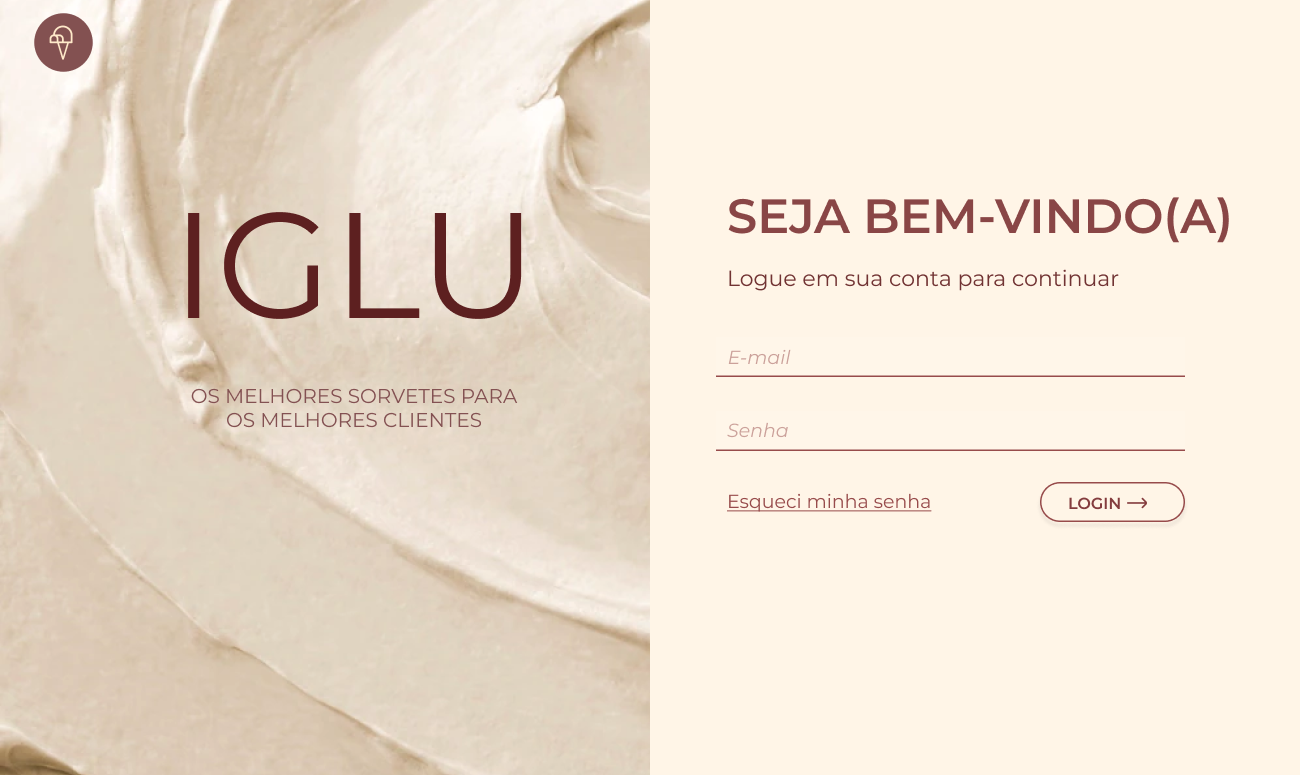 IGLU
OS MELHORES SORVETES PARA
OS MELHORES CLIENTES
SEJA BEM-VINDO(A)
Logue em sua conta para continuar
E-mail
Senha
Esqueci minha senha
LOGIN